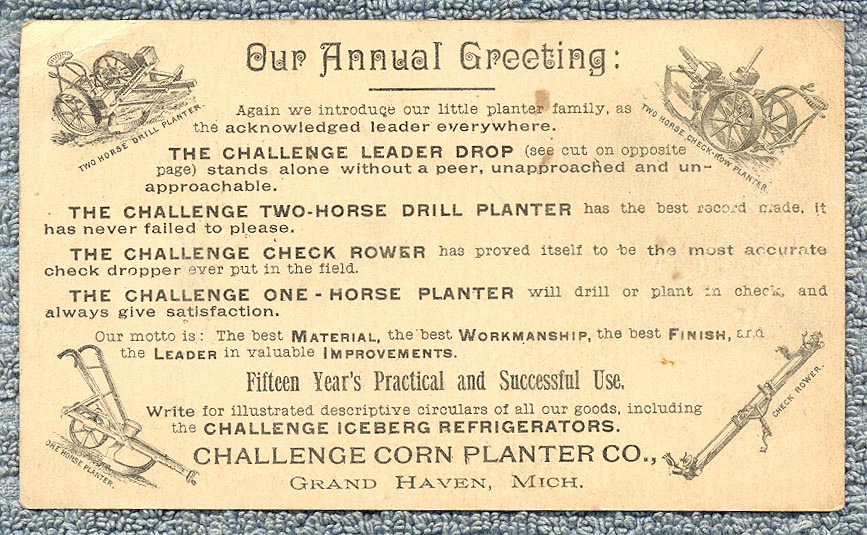 Our Annual Greeting:
TWO HORSE DRILL PLANTER.
TWO HORSE CHECK-ROW PLANTER.
Again we introduce our little planter family, as
the acknowledged leader everywhere.
THE CHALLENGE LEADER DROP (see cut on opposite
page) stands alone without a peer, unapproached and un-
approachable.
THE CHALLENGE TWO-HORSE DRILL PLANTER has the best record made, it
has never failed to please.
THE CHALLENGE CHECK ROWER has proved itself to be the most accurate
check dropper ever put in the field.
THE CHALLENGE ONE-HORSE PLANTER will drill or plant in check, and
always give satisfaction.
Our motto is: The best MATERIAL, the best WORKMANSHIP, the best FINISH, and
the LEADER in valuable IMPROVEMENTS.
Fifteen Year's Practical and Successful Use.
ONE HORSE PLANTER.
CHECK ROWER.
Write for illustrated descriptive circulars of all our goods, including
the CHALLENGE ICEBERG REFRIGERATORS.
CHALLENGE CORN PLANTER CO.,
GRAND HAVEN, MICH.